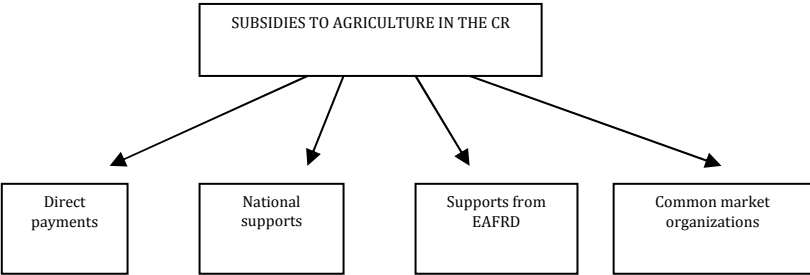 SUBSIDIES TO AGRICULTURE IN THE CR
Direct
payments
National
supports
Supports from
EAFRD
Common market
organizations